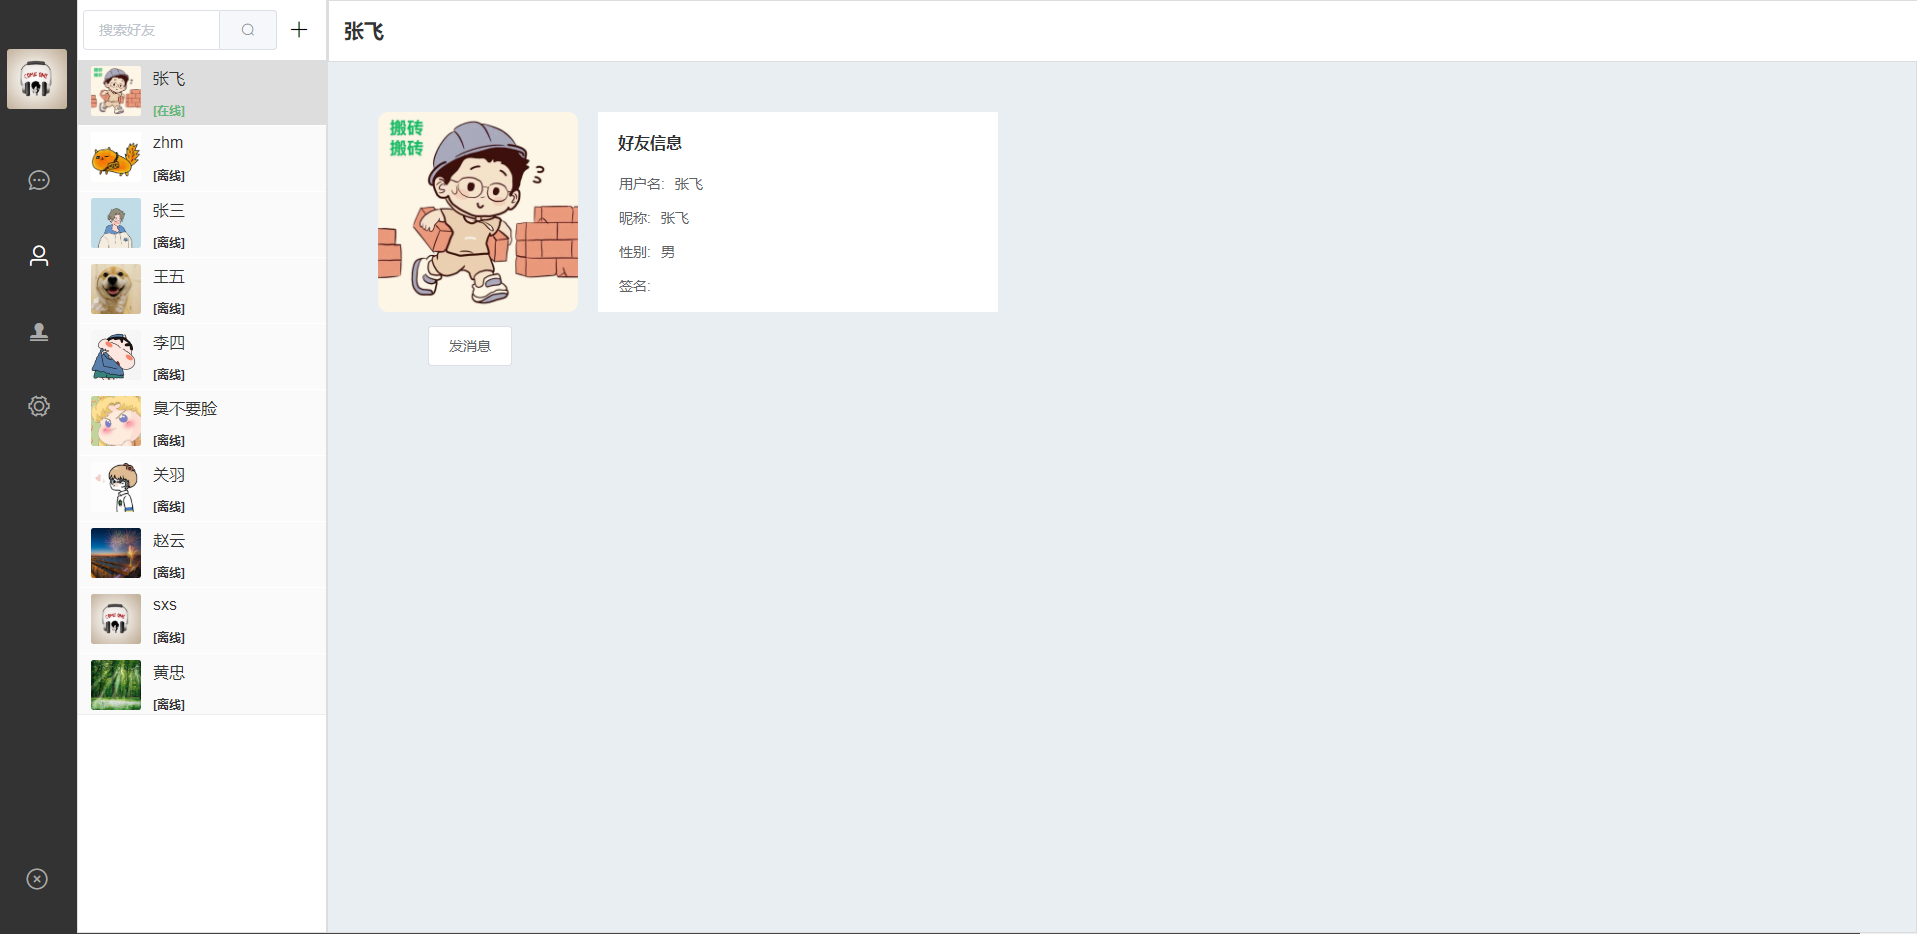 搜索好友
张飞
[在线]
zhm
[离线]
张三
[离线]
王五
[离线]
李四
[离线]
臭不要脸
[离线]
关羽
[离线]
赵云
[离线]
sxs
[离线]
黄忠
[离线]
张飞
搬砖
搬砖
好友信息
用户名: 张飞
昵称: 张飞
性别: 男
签名:
发消息
COME ON!